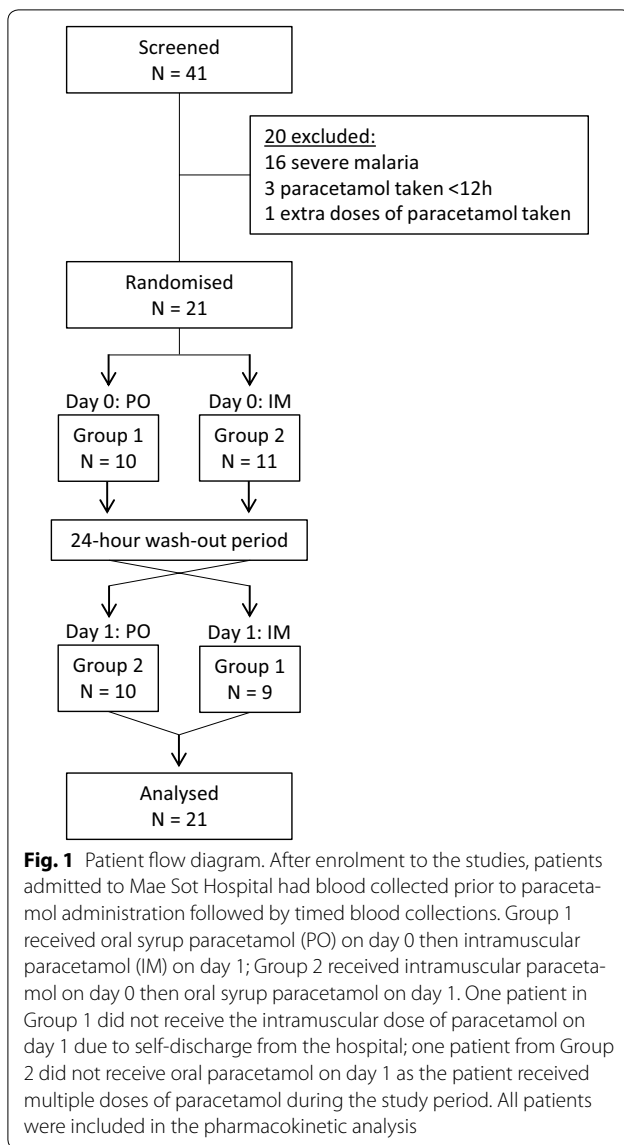 Screened
N = 41
20 excluded:
16 severe malaria
3 paracetamol taken <12h
1 extra doses of paracetamol taken
Randomised
N = 21
Day 0: PO
Day 0: IM
Group 1
N = 10
Group 2
N = 11
24-hour wash-out period
Day 1: PO
Day 1: IM
Group 2
N = 10
Group 1
N = 9
Analysed
N = 21
Fig. 1 Patient flow diagram. After enrolment to the studies, patients
admitted to Mae Sot Hospital had blood collected prior to paraceta-
mol administration followed by timed blood collections. Group 1
received oral syrup paracetamol (PO) on day 0 then intramuscular
paracetamol (IM) on day 1; Group 2 received intramuscular paraceta-
mol on day 0 then oral syrup paracetamol on day 1. One patient in
Group 1 did not receive the intramuscular dose of paracetamol on
day 1 due to self-discharge from the hospital; one patient from Group
2 did not receive oral paracetamol on day 1 as the patient received
multiple doses of paracetamol during the study period. All patients
were included in the pharmacokinetic analysis